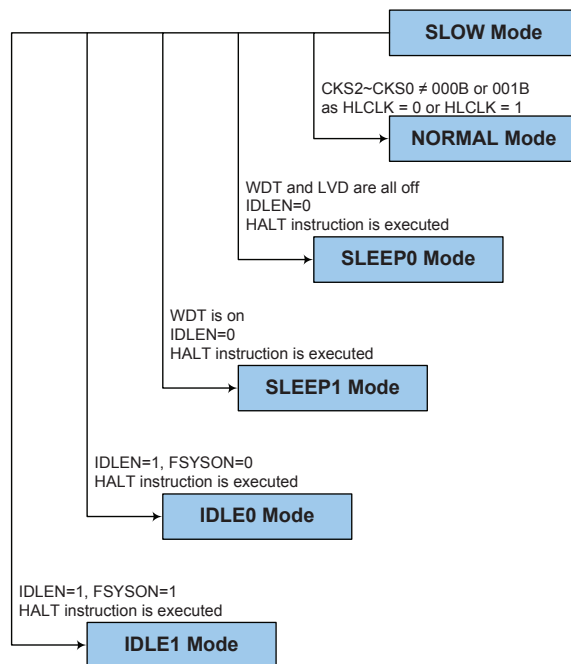 SLOW Mode
CKS2~CKS0 ≠ 000B or 001B
as HLCLK = 0 or HLCLK = 1
NORMAL Mode
WDT and LVD are all off
IDLEN=0
HALT instruction is executed
SLEEP0 Mode
WDT is on
IDLEN=0
HALT instruction is executed
SLEEP1 Mode
IDLEN=1, FSYSON=0
HALT instruction is executed
IDLE0 Mode
IDLEN=1, FSYSON=1
HALT instruction is executed
IDLE1 Mode